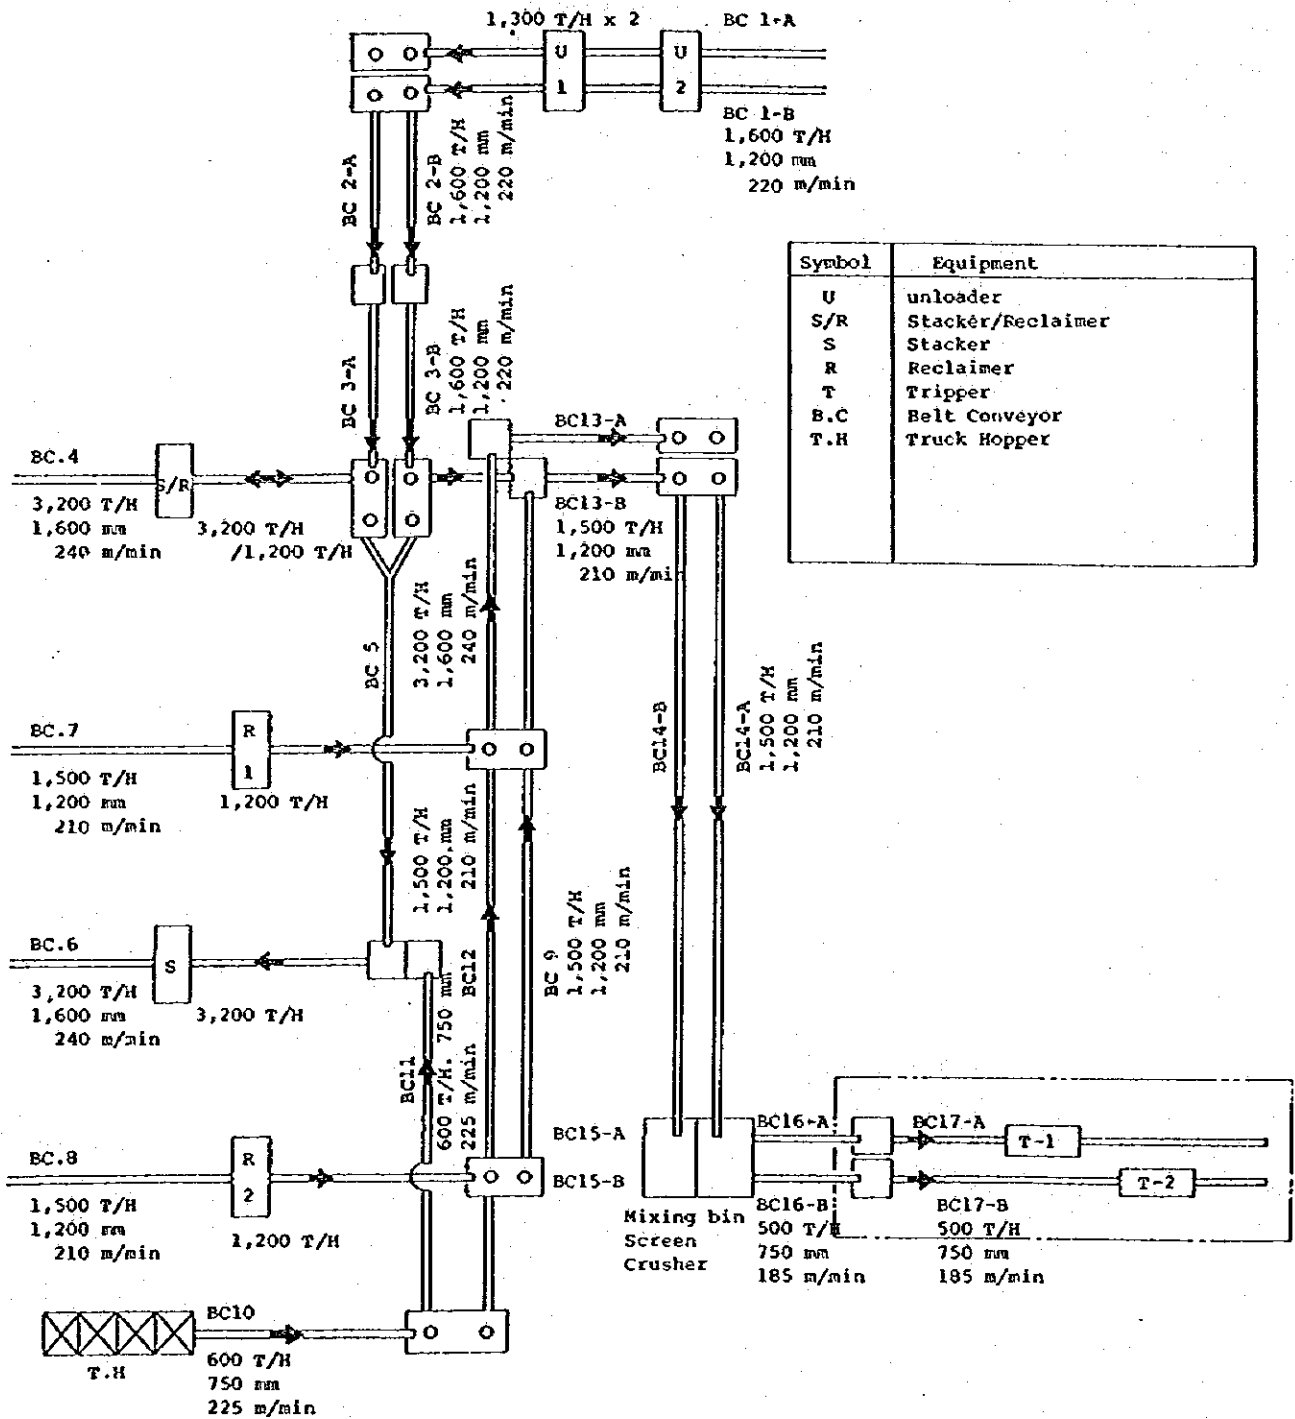 1,300 T/H x 2
BC 1-A
U
1
U
2
BC 1-B
1,600 T/H
1,200 mm
220 m/min
BC 2-A
BC 2-B
1,600 T/H
1,200 mm
220 m/min
Symbol Equipment
U unloader
S/R Stacker/Reclaimer
S Stacker
R Reclaimer
T Tripper
B.C Belt Conveyor
T.H Truck Hopper
BC 3-A
BC 3-B
1,600 T/H
1,200 mm
220 m/min
BC.4
S/R
3,200 T/H
1,600 mm
240 m/min
3,200 T/H
/1,200 T/H
BC13-A
BC13-B
1,500 T/H
1,200 mm
210 m/min
BC 5
3,200 T/H
1,600 mm
240 m/min
BC14-B
BC14-A
1,500 T/H
1,200 mm
210 m/min
BC.7
R
1
1,500 T/H
1,200 mm
210 m/min
1,200 T/H
1,500 T/H
1,200.mm
210 m/min
BC12
BC 9
1,500 T/H
1,200 mm
210 m/min
BC.6
S
3,200 T/H
1,600 mm
240 m/min
3,200 T/H
BC11
600 T/H. 750 mm
225 m/min
BC.8
R
2
1,500 T/H
1,200 mm
210 m/min
1,200 T/H
BC15-A
BC15-B
Mixing bin
Screen
Crusher
BC16-A
BC16-B
500 T/H
750 mm
185 m/min
BC17-A
T-1
T-2
BC17-B
500 T/H
750 mm
185 m/min
BC10
T.H
600 T/H
750 mm
225 m/min